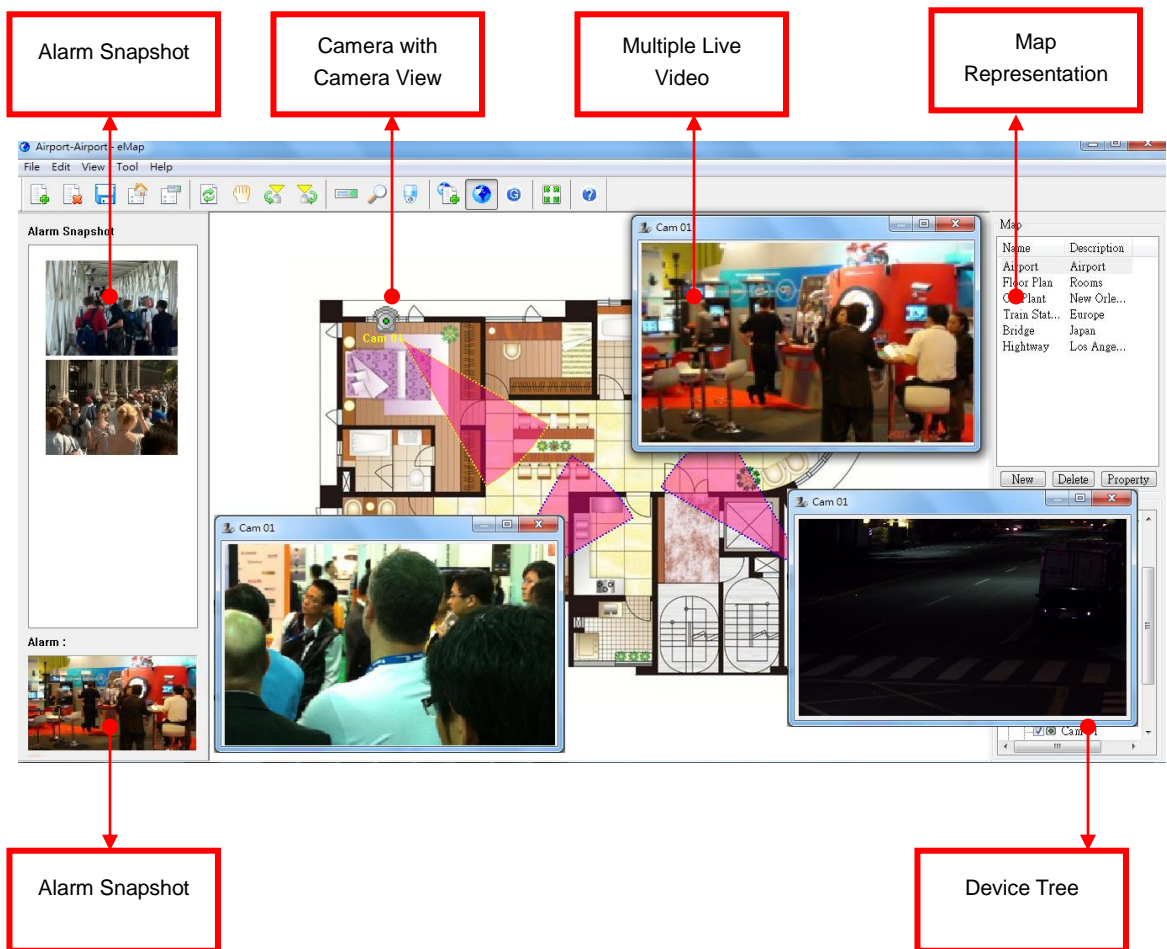 Alarm Snapshot
Camera with
Camera View
Multiple Live
Video
Map
Representation
Airport-Airport - eMap
File Edit View Tool Help
Alarm Snapshot
Cam 01
Cam 01
Map
Name Description
Airport Airport
Floor Plan Rooms
Plant New Orle...
Train Stat... Europe
Bridge Japan
Hightway Los Ange...
New Delete Property
Cam 01
Cam 01
Alarm :
Cam 01
Alarm Snapshot
Device Tree